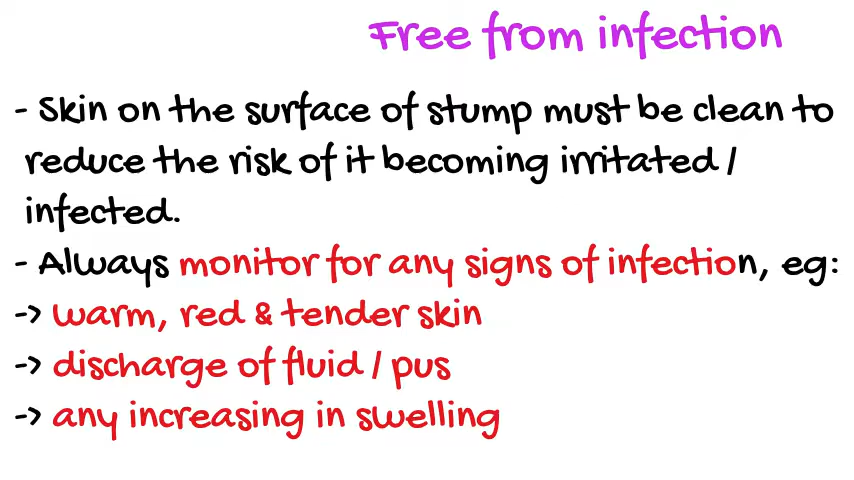 Free from infection
- Skin on the surface of stump must be clean to
reduce the risk of it becoming irritated /
infected.
- Always monitor for any signs of infection, eg:
-> warm, red & tender skin
-> discharge of fluid / pus
-> any increasing in swelling